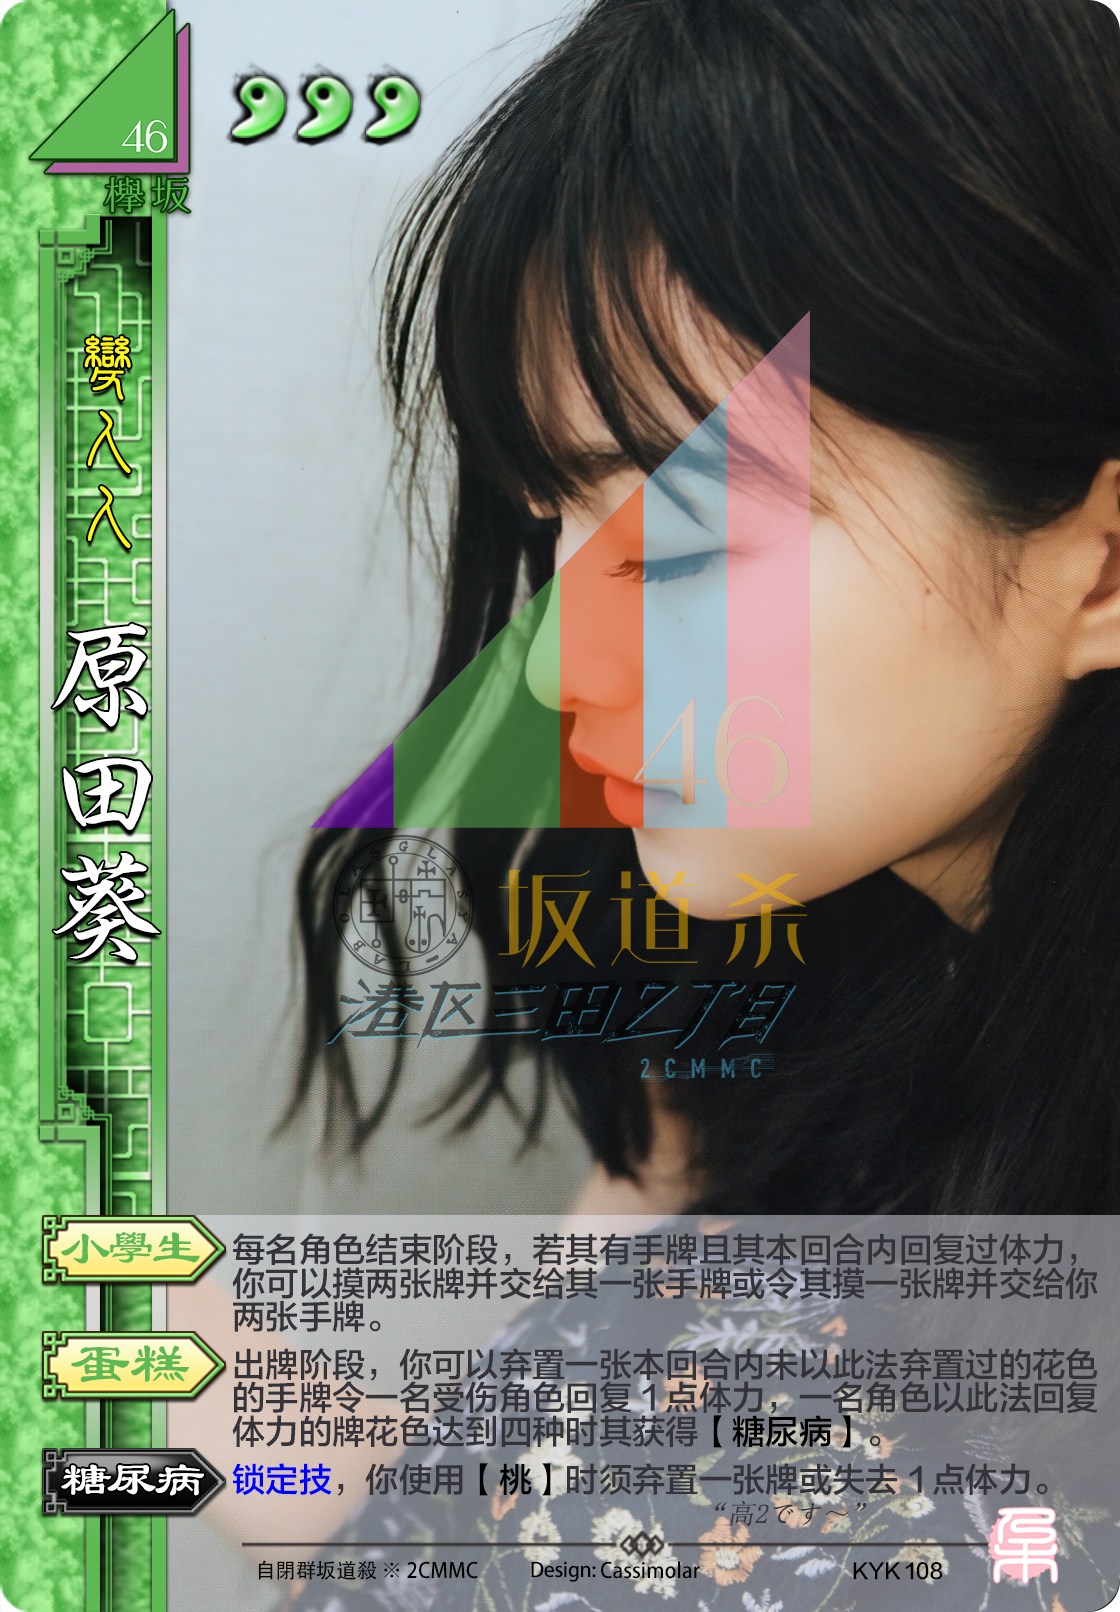 46
欅坂
變人人
原田葵
46
GLASYALABOLAS
坂道杀
港区三田2丁目
2CMMC
小學生
每名角色结束阶段，若其有手牌且其本回合内回复过体力，
你可以摸两张牌并交给其一张手牌或令其摸一张牌并交给你
两张手牌。
蛋糕
出牌阶段，你可以弃置一张本回合内未以此法弃置过的花色
的手牌令一名受伤角色回复1点体力，一名角色以此法回复
体力的牌花色达到四种时其获得【糖尿病】。
糖尿病
锁定技，你使用【桃】时须弃置一张牌或失去1点体力。
“高2です～”
自閉群坂道殺 ※ 2CMMC
Design: Cassimolar
KYK 108